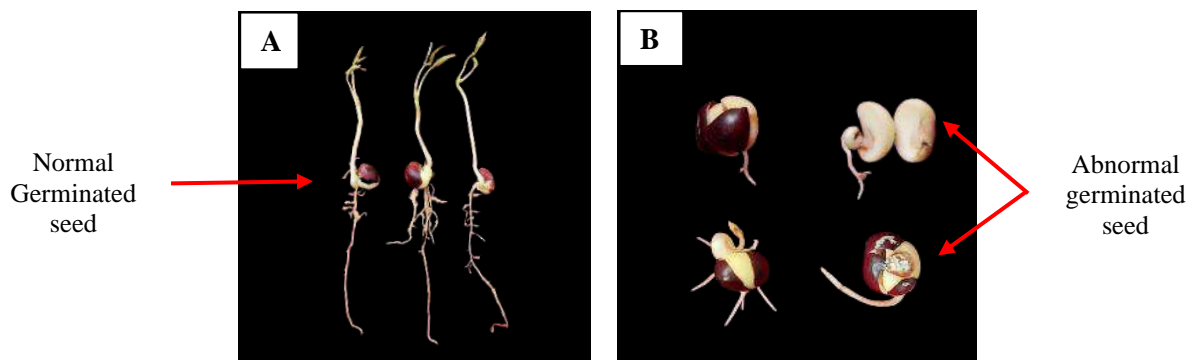 A
B
Normal
Germinated
seed
Abnormal
germinated
seed